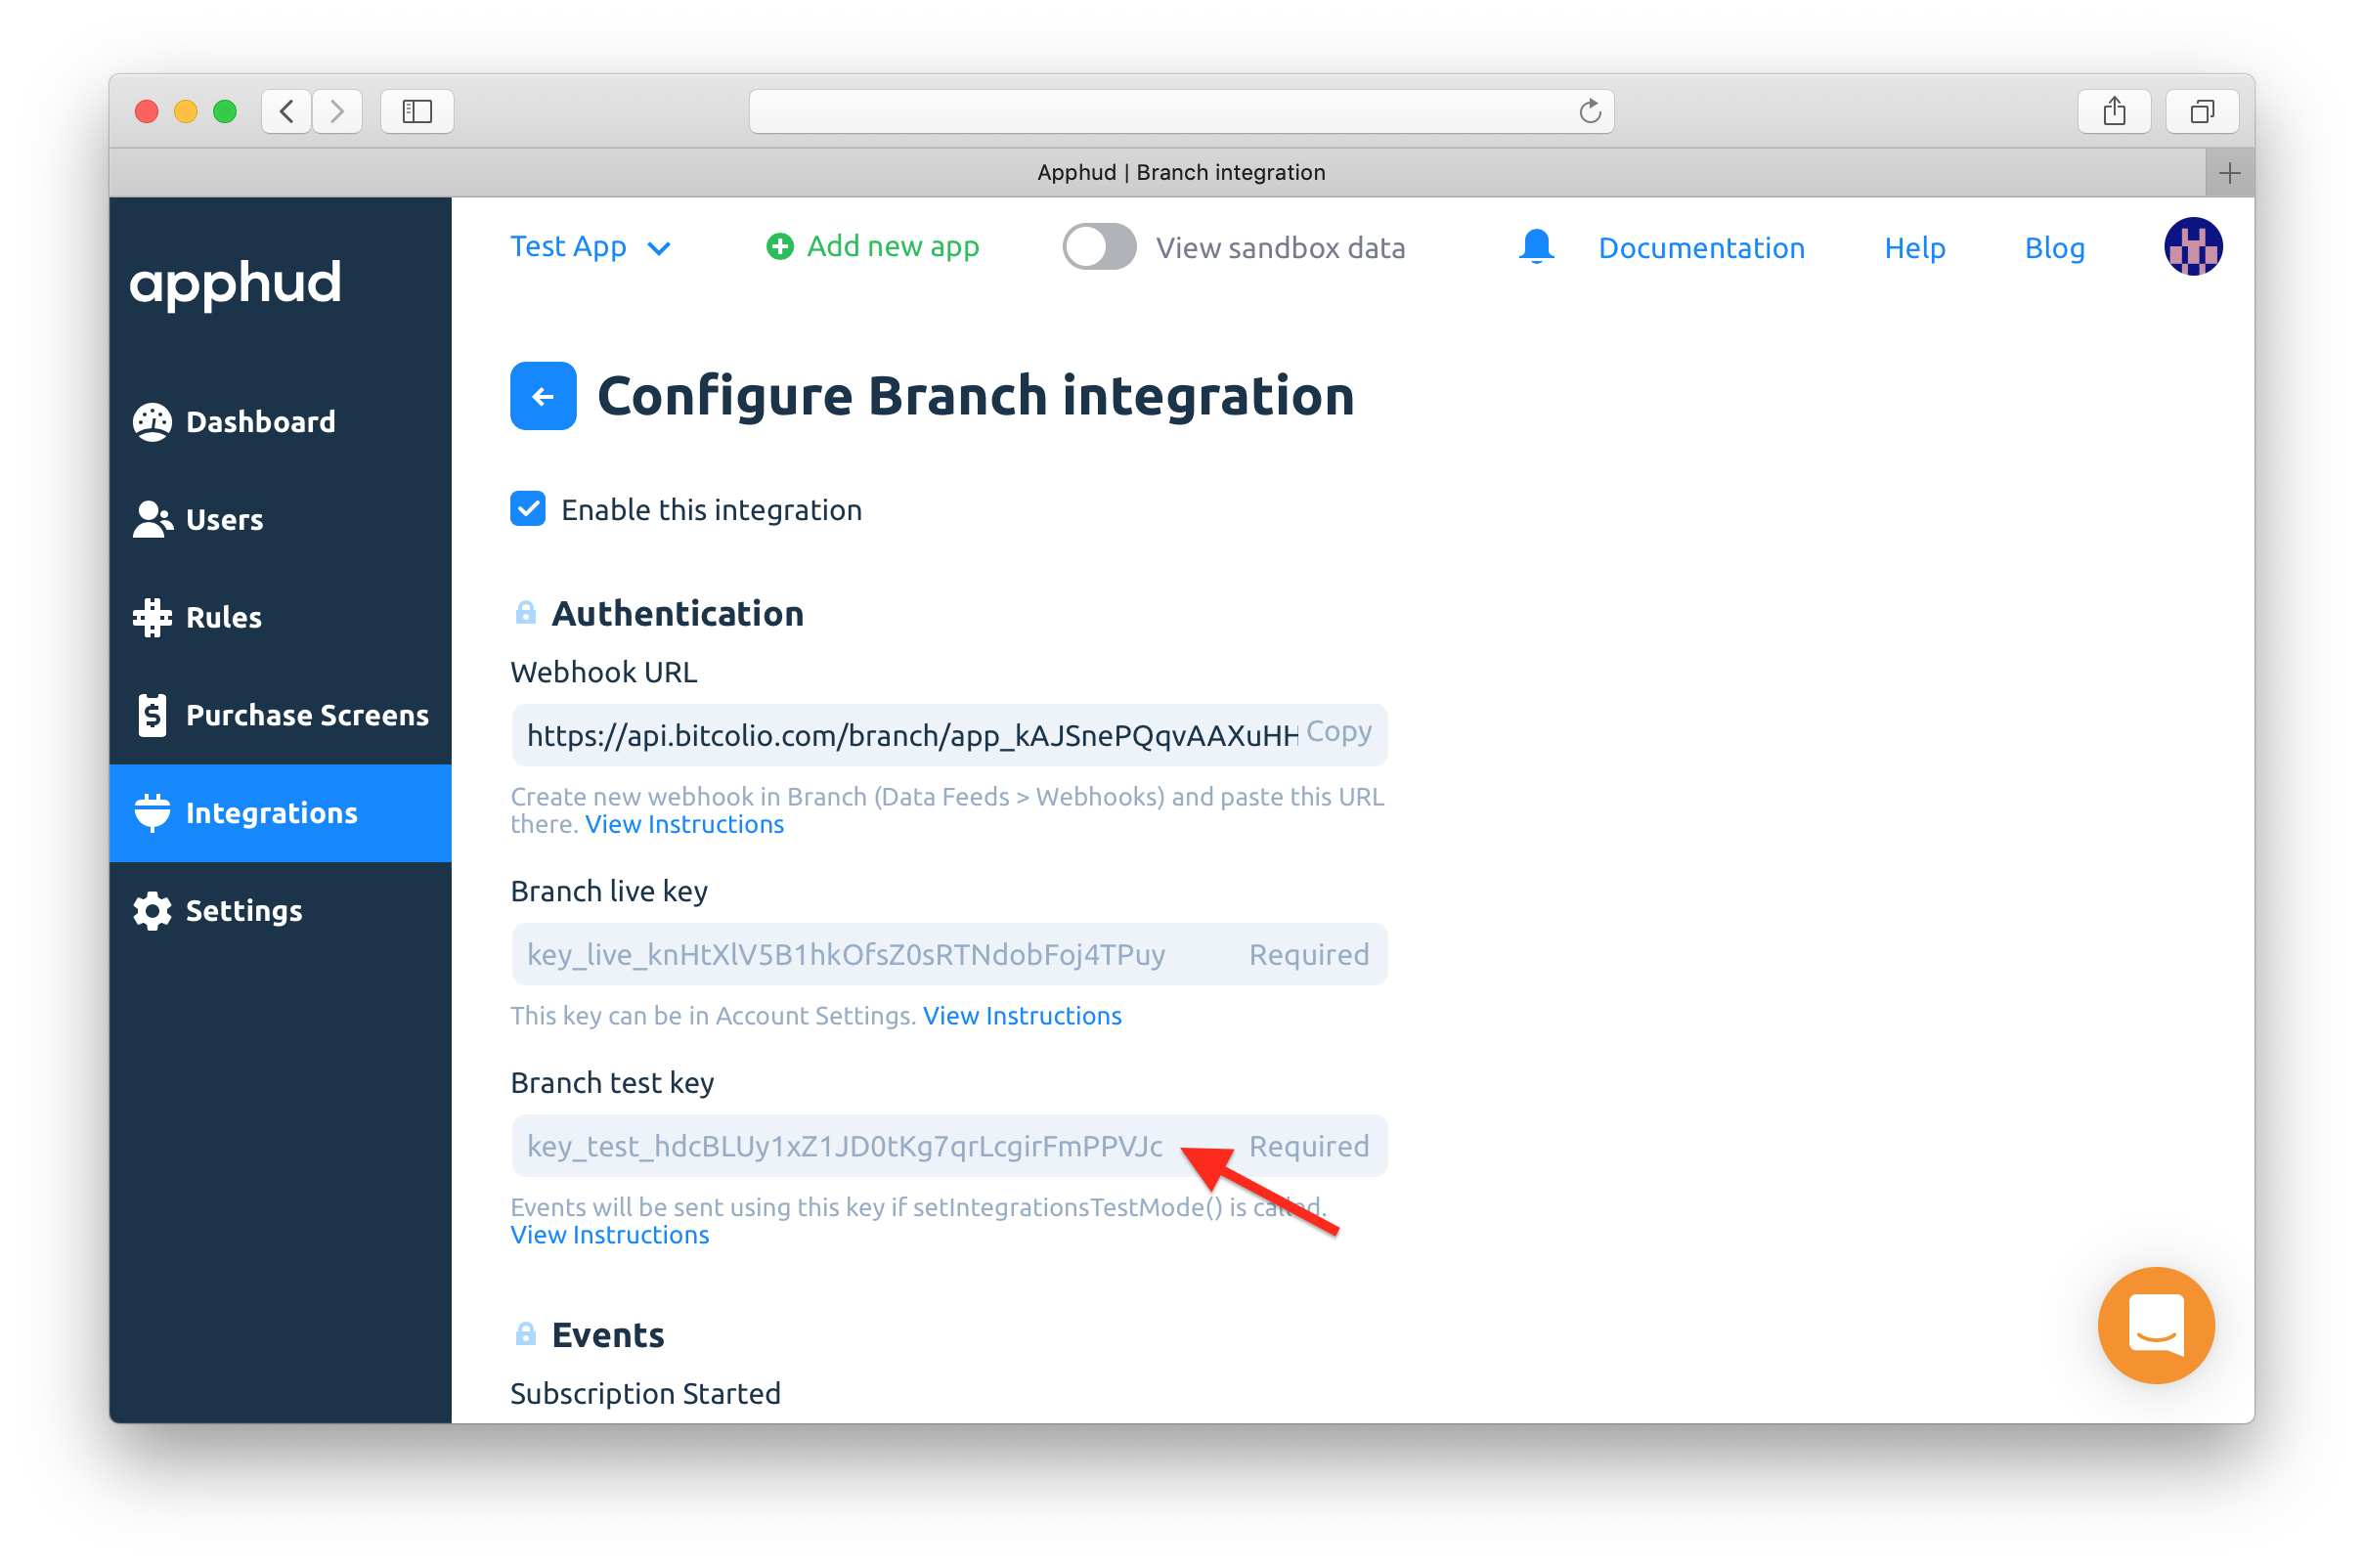 Apphud | Branch integration
apphud
Test App
Add new app
View sandbox data
Documentation
Help
Blog
Dashboard
Users
Rules
Purchase Screens
Integrations
Settings
Configure Branch integration
Enable this integration
Authentication
Webhook URL
https://api.bitcolio.com/branch/app_kAJSnePQqvAAXuHH Copy
Create new webhook in Branch (Data Feeds > Webhooks) and paste this URL
there. View Instructions
Branch live key
key_live_knHtXlV5B1hkOfsZ0sRTNdobFoj4TPuy Required
This key can be in Account Settings. View Instructions
Branch test key
key_test_hdcBLUy1xZ1JD0tKg7qrLcgirFmPPVJc Required
Events will be sent using this key if setIntegrationsTestMode() is called.
View Instructions
Events
Subscription Started